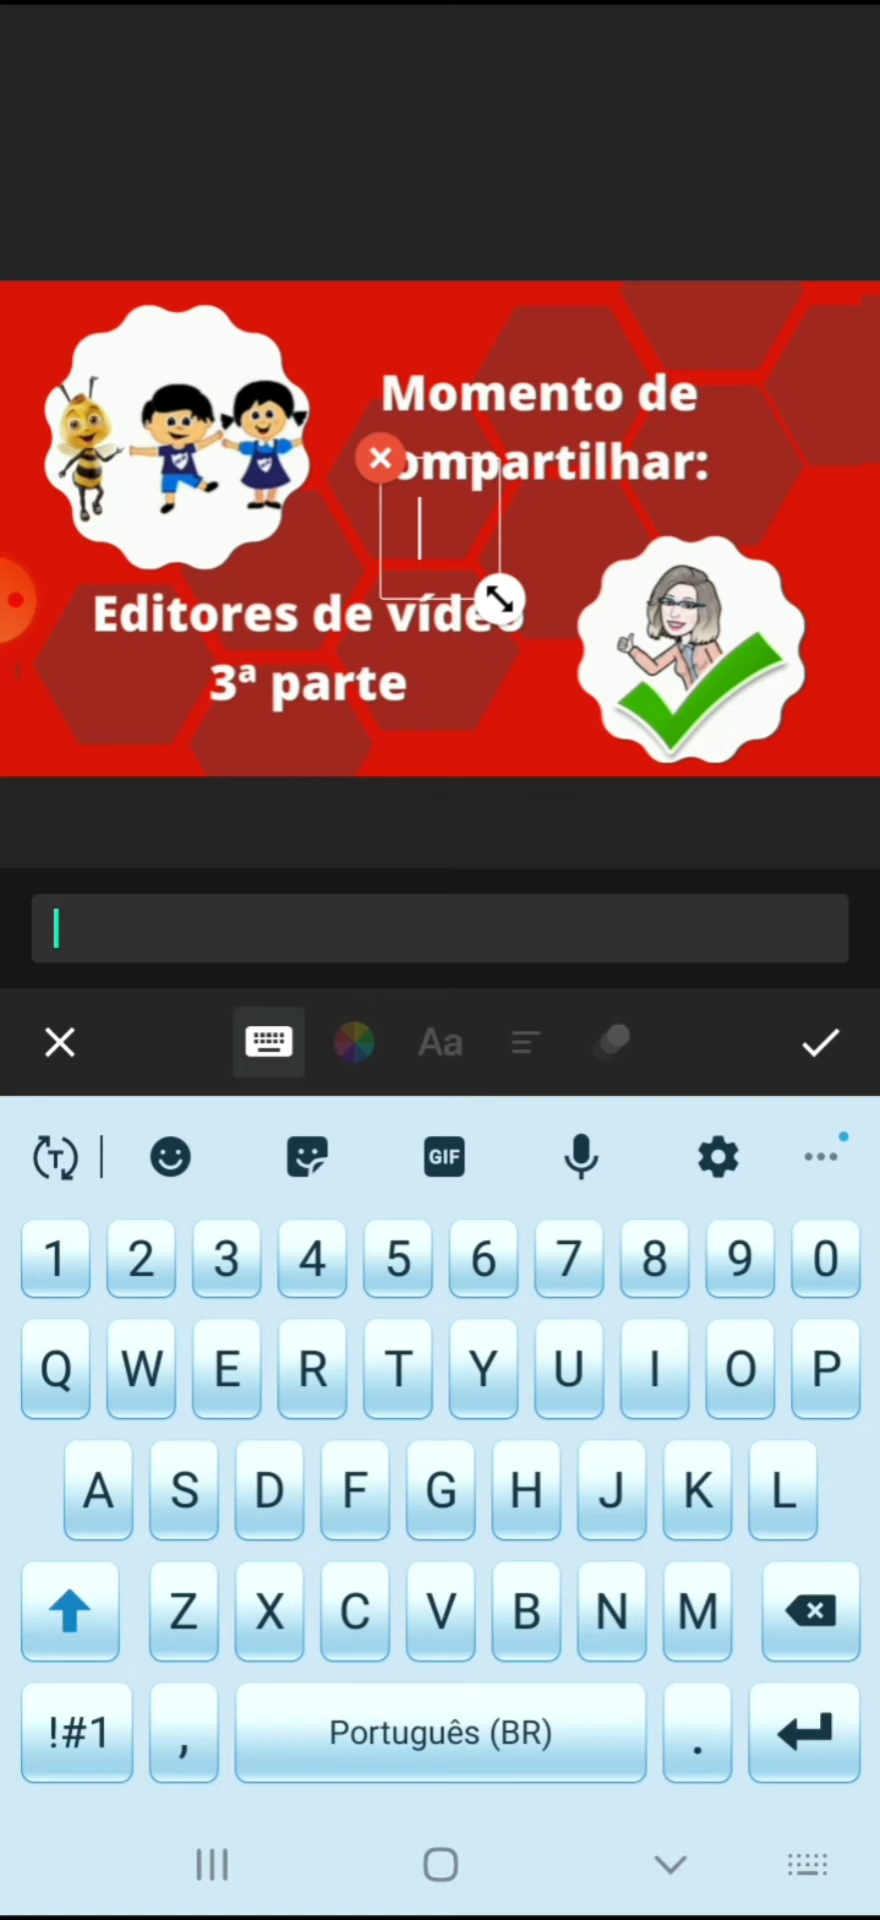 Momento de
ompartilhar:
Editores de vídeo
3ª parte
Aa
T
GIF
1 2 3 4 5 6 7 8 9 0
Q W E R T Y U I O P
A S D F G H J K L
Z X C V B N M
!#1 , Português (BR) .